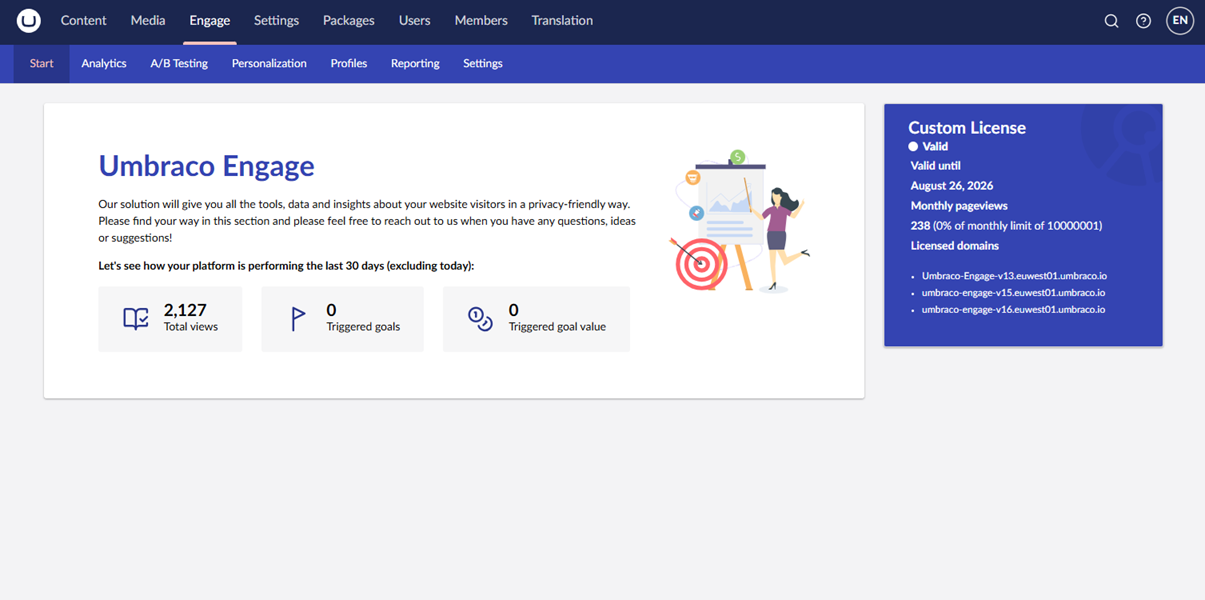 Content Media Engage Settings Packages Users Members Translation EN
Start Analytics A/B Testing Personalization Profiles Reporting Settings
Umbraco Engage
Our solution will give you all the tools, data and insights about your website visitors in a privacy-friendly way.
Please find your way in this section and please feel free to reach out to us when you have any questions, ideas
or suggestions!
Let's see how your platform is performing the last 30 days (excluding today):
2,127
Total views
0
Triggered goals
1
0
Triggered goal value
$
Custom License
Valid
Valid until
August 26, 2026
Monthly pageviews
238 (0% of monthly limit of 10000001)
Licensed domains
Umbraco-Engage-v13.euwest01.umbraco.io
umbraco-engage-v15.euwest01.umbraco.io
umbraco-engage-v16.euwest01.umbraco.io